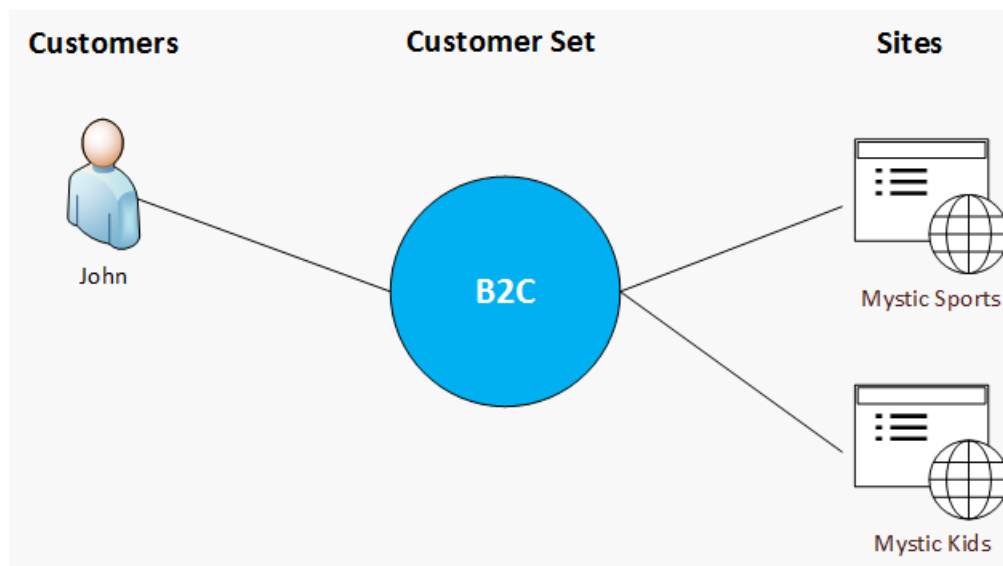 Customers
Customer Set
Sites
John
B2C
Mystic Sports
Mystic Kids